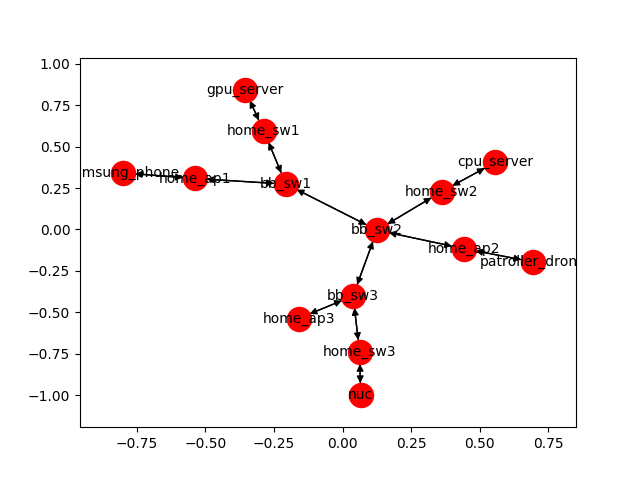 1.00
gpu_server
0.75
home_sw1
0.50
cpu_server
msung_phone
home_ap1
0.25
bb_sw1
home_sw2
0.00
bb_sw2
home_ap2
patroller_dron
−0.25
bb_sw3
−0.50
home_ap3
−0.75
home_sw3
nuc
−1.00
−0.75 −0.50 −0.25 0.00 0.25 0.50 0.75